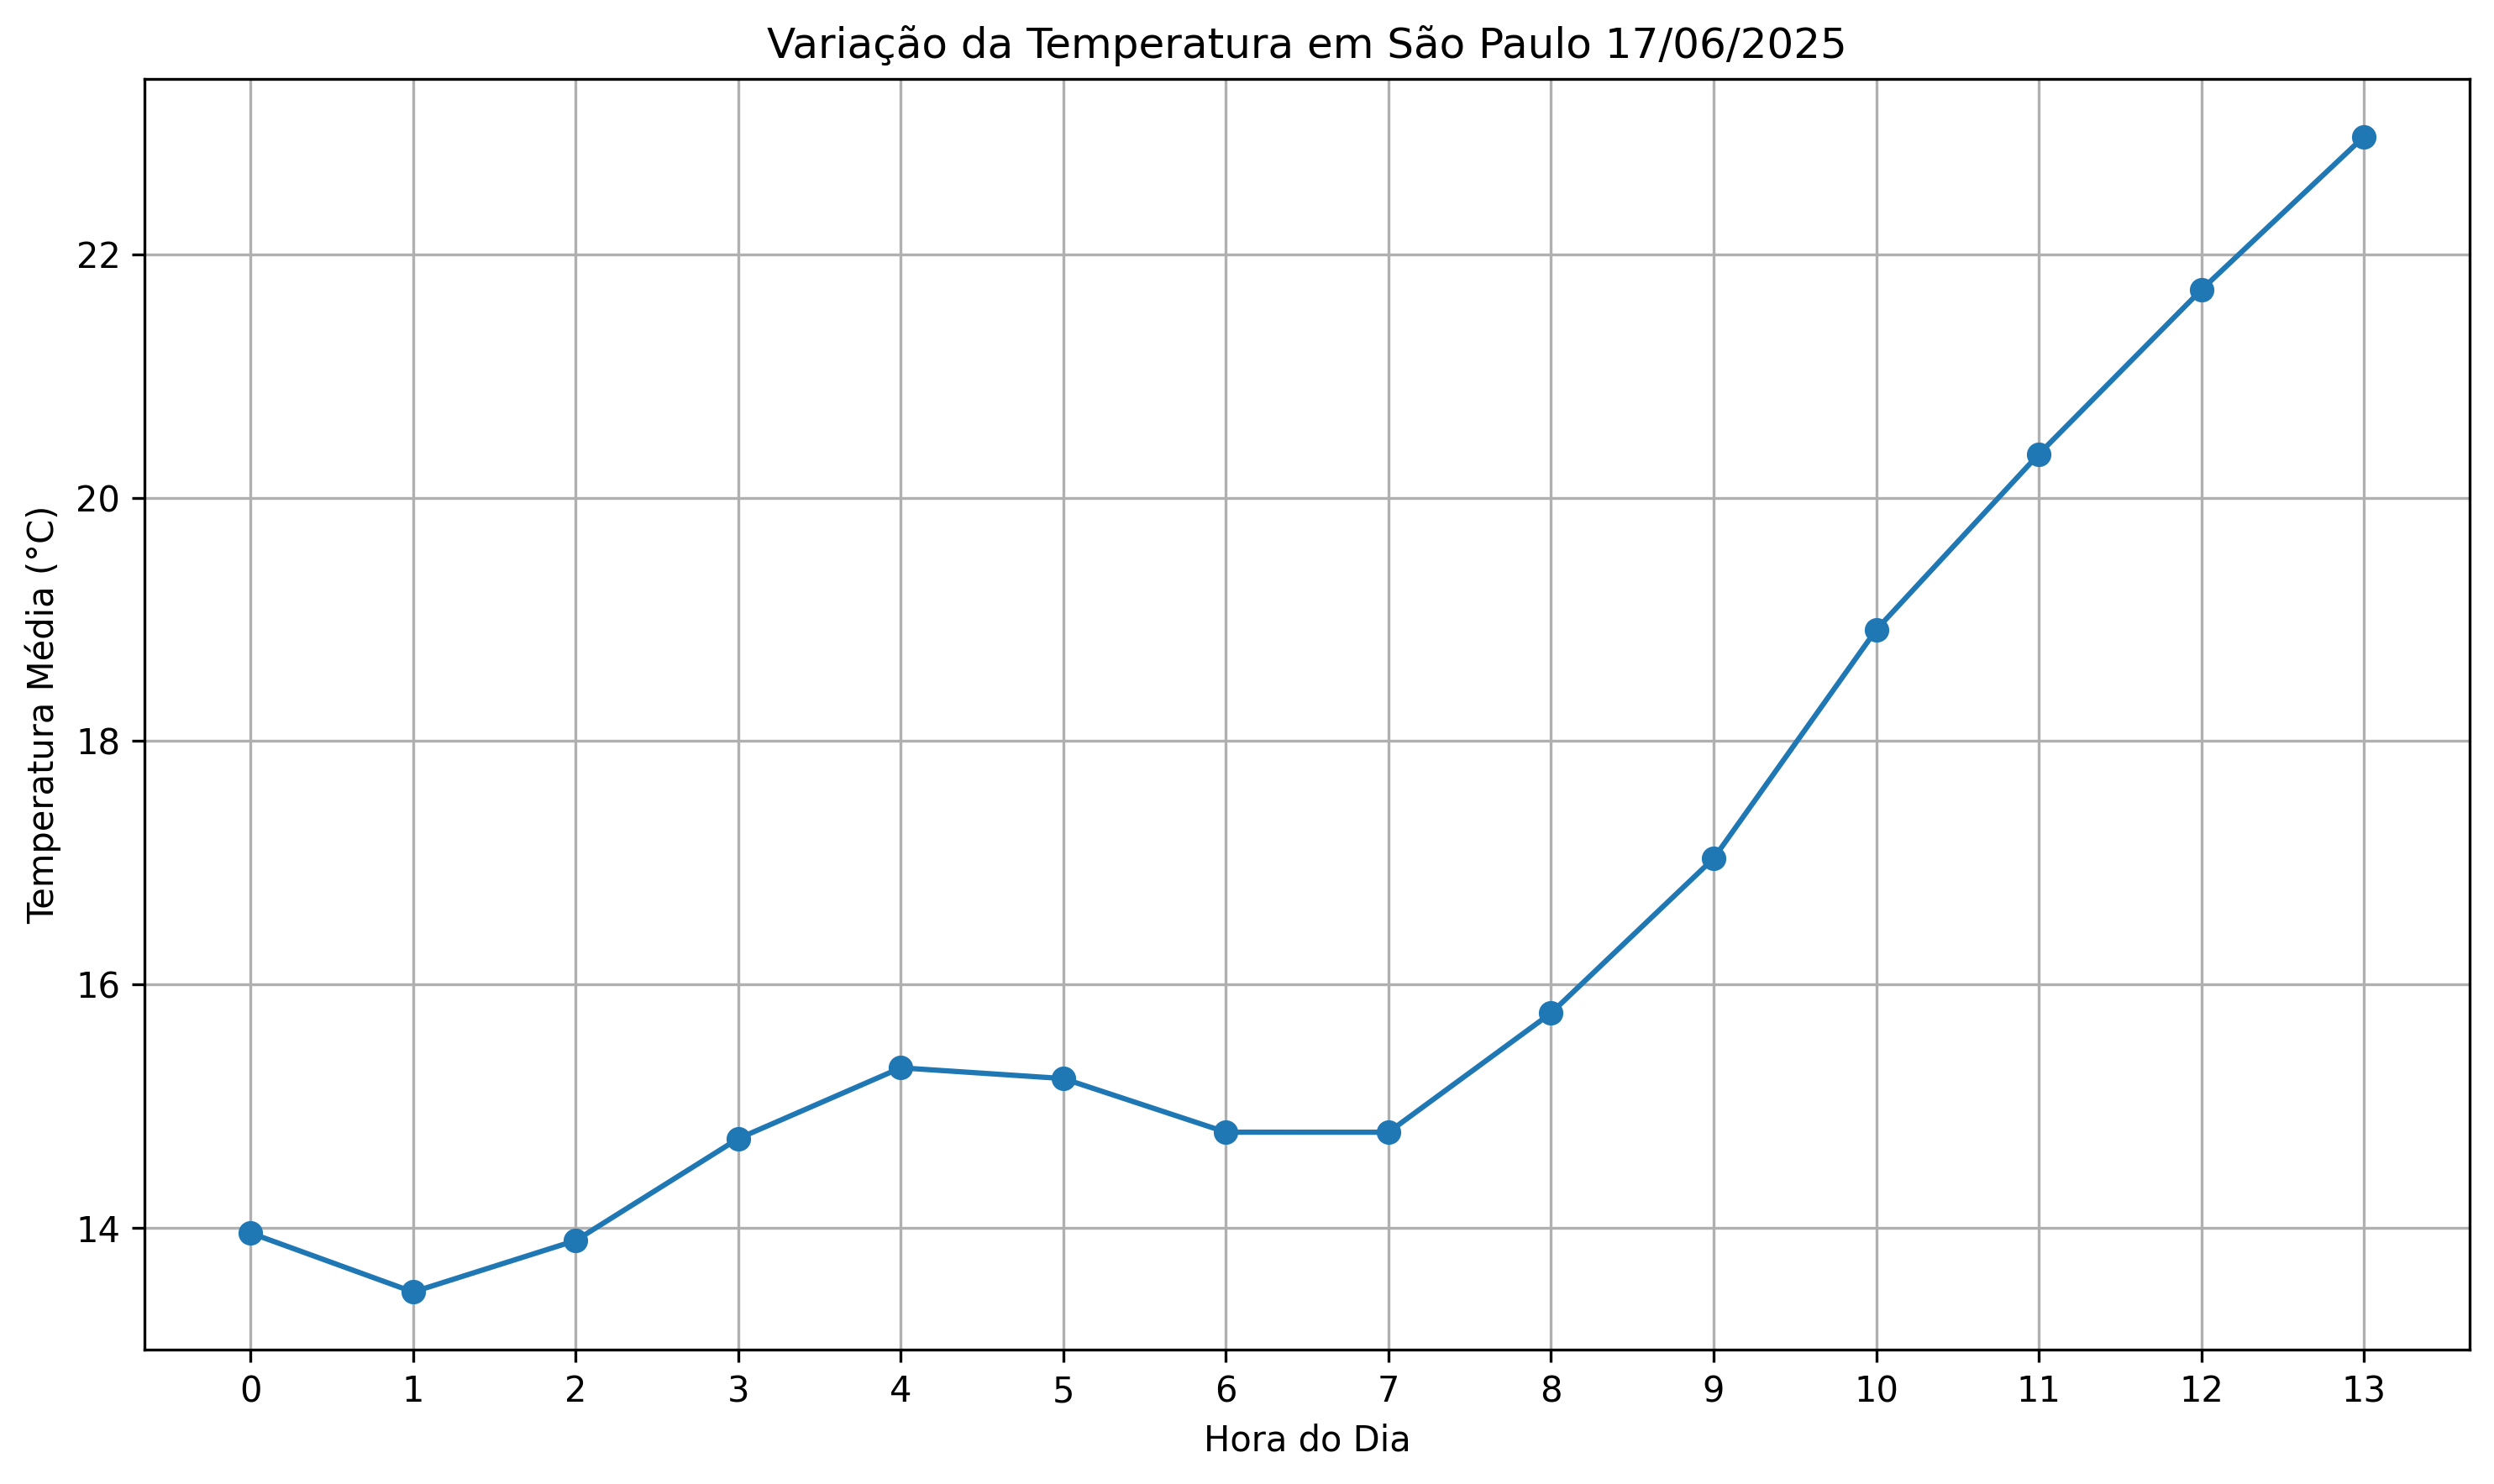 Variação da Temperatura em São Paulo 17/06/2025
Temperatura Média (°C)
22
20
18
16
14
0 1 2 3 4 5 6 7 8 9 10 11 12 13
Hora do Dia